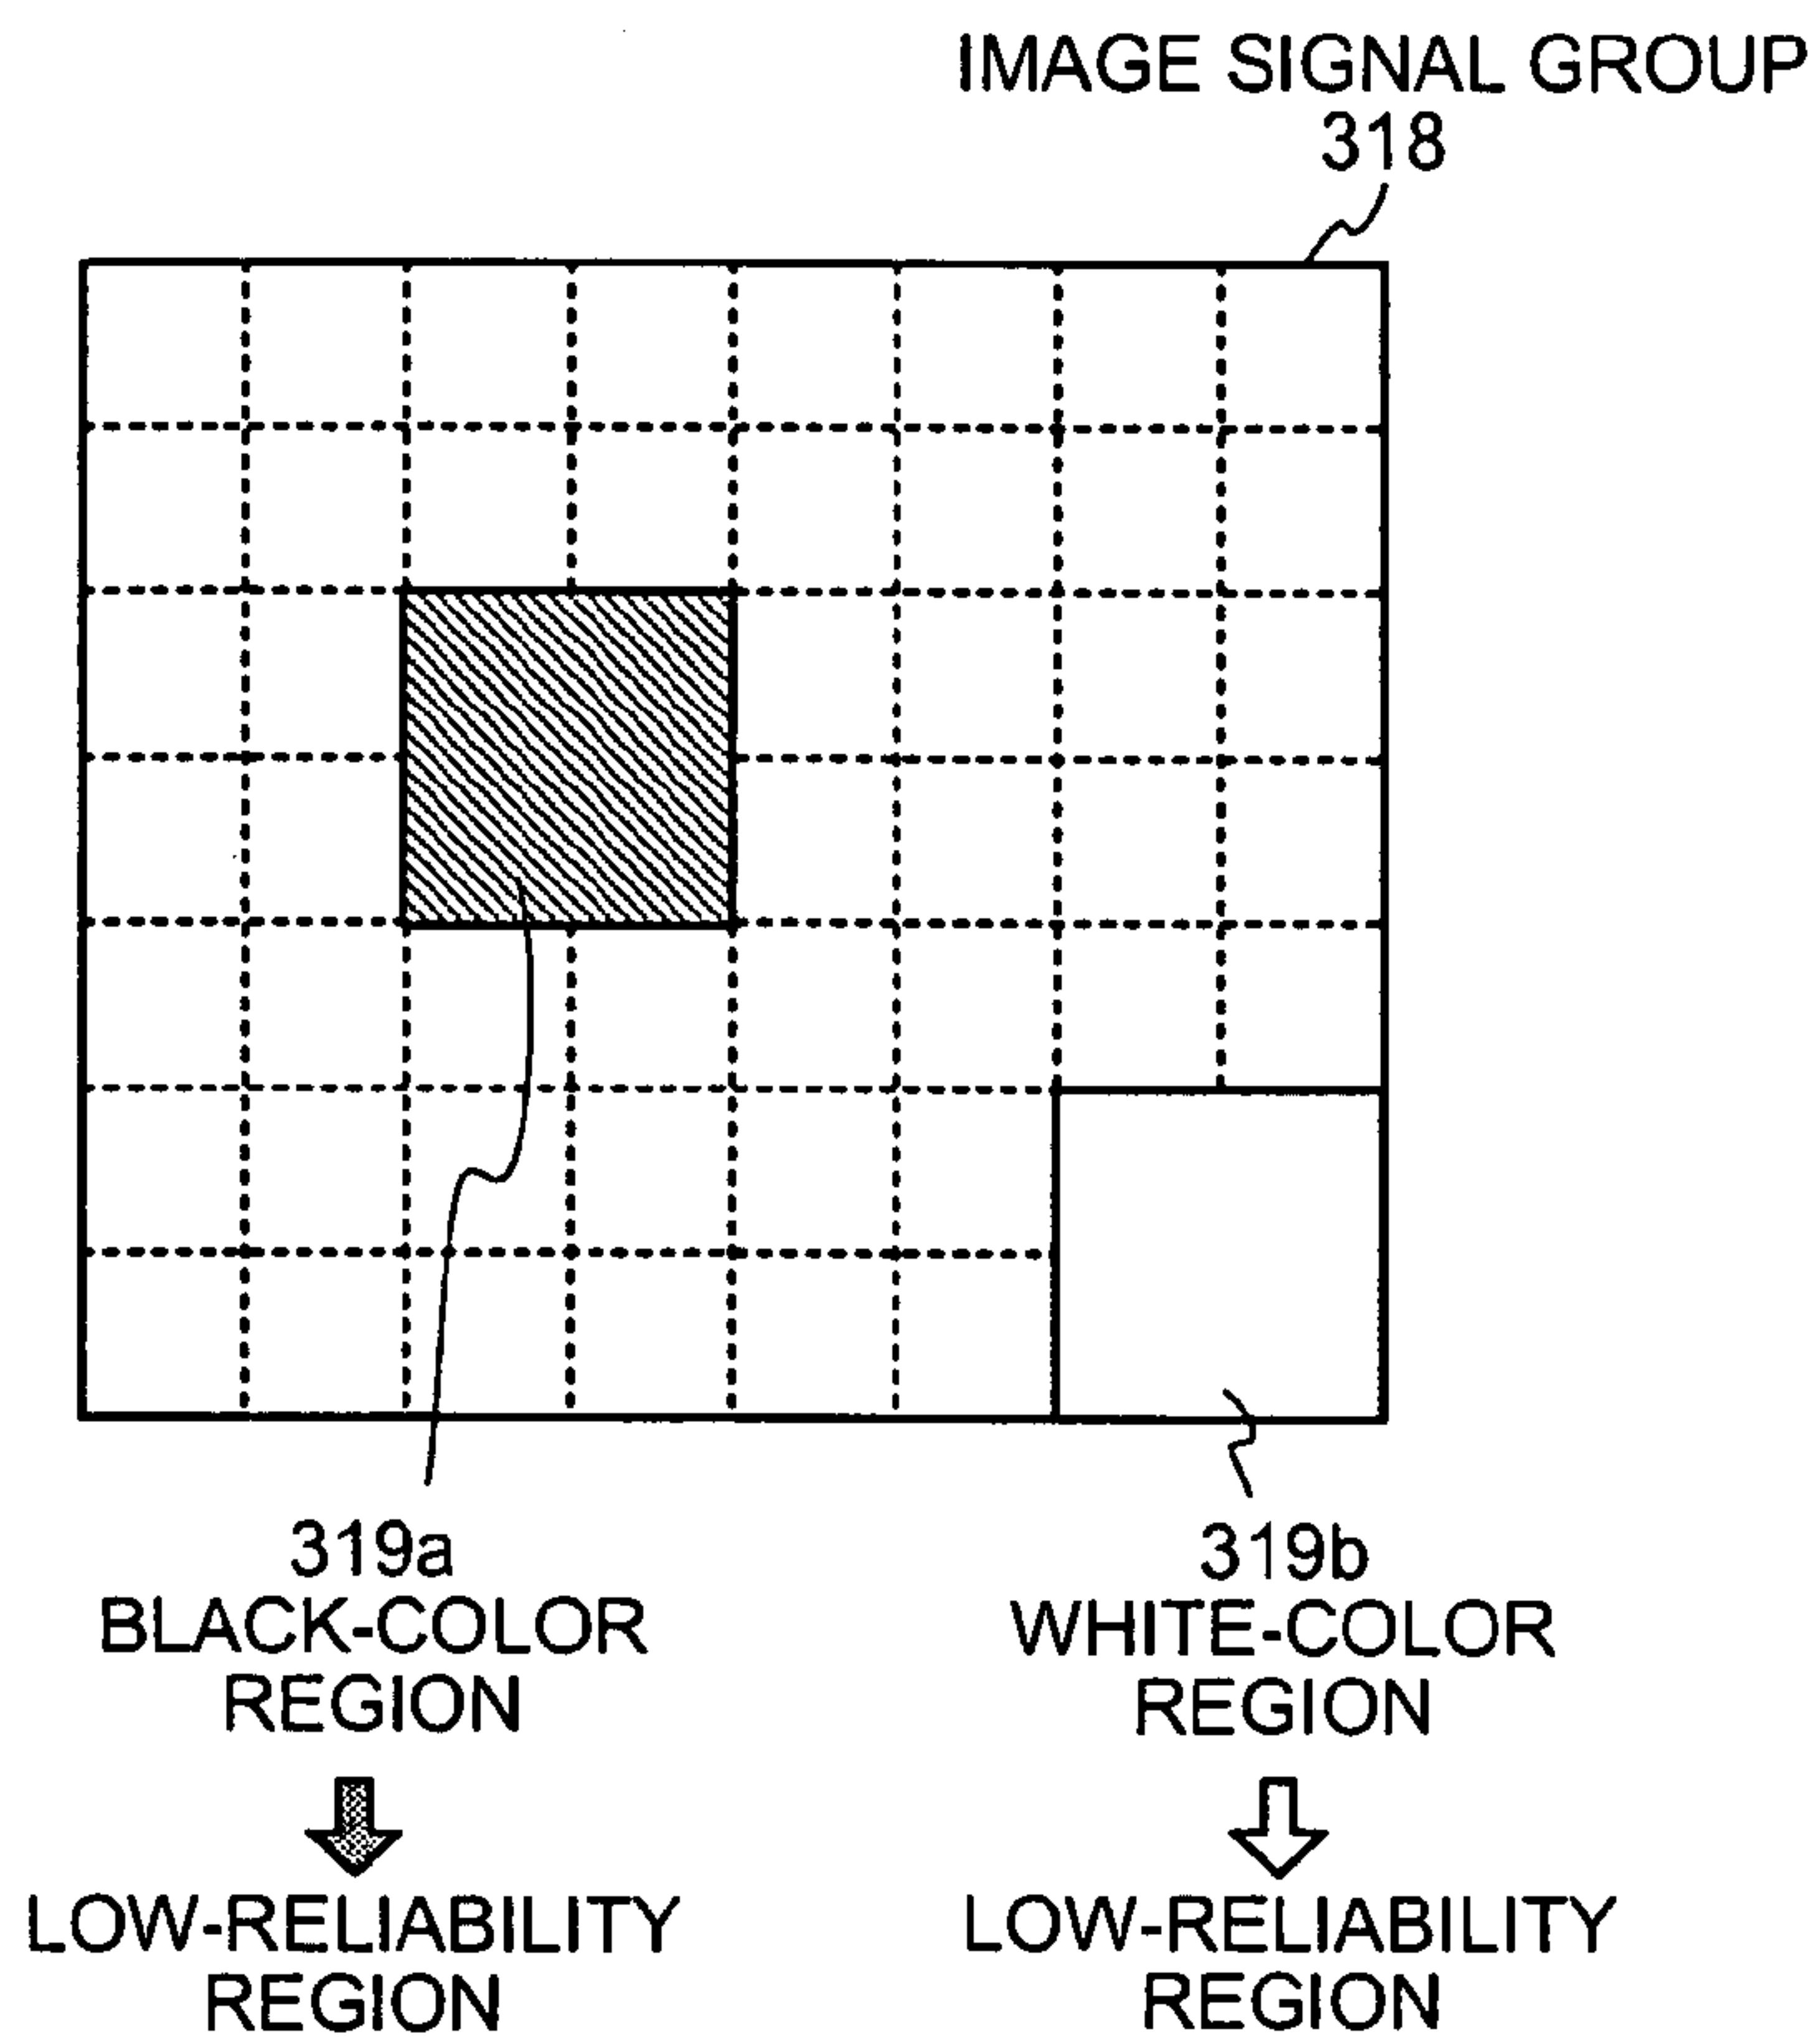 IMAGE SIGNAL GROUP
318
319a
BLACK-COLOR
REGION
LOW-RELIABILITY
REGION
319b
WHITE-COLOR
REGION
LOW-RELIABILITY
REGION